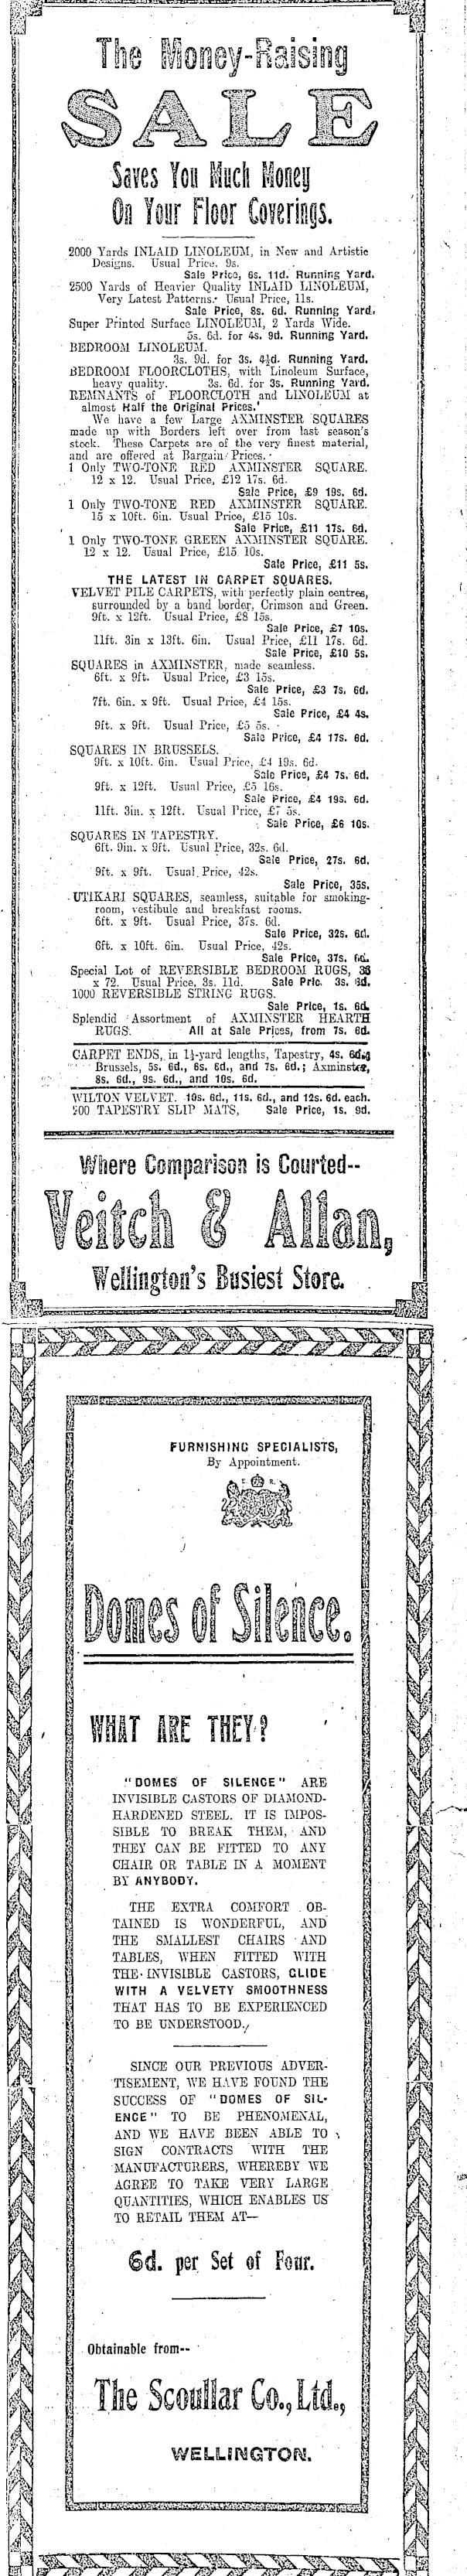 The Money-Raising
SALE
Saves You Much Money
On Your Floor Coverings.
2000 Yards INLAID LINOLEUM, in New and Artistic
Designs. Usual Price, 9s.
Sale Price, 6s. 11d. Running Yard.
2500 Yards of Heavier Quality INLAID LINOLEUM,
Very Latest Patterns. Usual Price, 11s.
Sale Price, 8s. 6d. Running Yard.
Super Printed Surface LINOLEUM, 2 Yards Wide.
5s. 6d. for 4s. 9d. Running Yard.
BEDROOM LINOLEUM.
3s. 9d. for 3s. 4½d. Running Yard.
BEDROOM FLOORCLOTHS, with Linoleum Surface,
heavy quality. 3s. 6d. for 3s. Running Yard.
REMNANTS of FLOORCLOTH and LINOLEUM at
almost Half the Original Prices.
We have a few Large AXMINSTER SQUARES
made up with Borders left over from last season's
stock. These Carpets are of the very finest material,
and are offered at Bargain Prices.
1 Only TWO-TONE RED AXMINSTER SQUARE.
12 x 12. Usual Price, £12 17s. 6d.
Sale Price, £9 19s. 6d.
1 Only TWO-TONE RED AXMINSTER SQUARE.
15 x 10ft. 6in. Usual Price, £15 10s.
Sale Price, £11 17s. 6d.
1 Only TWO-TONE GREEN AXMINSTER SQUARE.
12 x 12. Usual Price, £15 10s.
Sale Price, £11 5s.
THE LATEST IN CARPET SQUARES.
VELVET PILE CARPETS, with perfectly plain centres,
surrounded by a band border, Crimson and Green.
9ft. x 12ft. Usual Price, £8 15s.
Sale Price, £7 10s.
11ft. 3in x 13ft. 6in. Usual Price, £11 17s. 6d.
Sale Price, £10 5s.
SQUARES in AXMINSTER, made seamless.
6ft. x 9ft. Usual Price, £3 15s.
Sale Price, £3 7s. 6d.
7ft. 6in. x 9ft. Usual Price, £4 15s.
Sale Price, £4 4s.
9ft. x 9ft. Usual Price, £5 5s.
Sale Price, £4 17s. 6d.
SQUARES IN BRUSSELS.
9ft. x 10ft. 6in. Usual Price, £4 19s. 6d.
Sale Price, £4 7s. 6d.
9ft. x 12ft. Usual Price, £5 16s.
Sale Price, £4 19s. 6d.
11ft. 3in. x 12ft. Usual Price, £7 5s.
Sale Price, £6 10s.
SQUARES IN TAPESTRY.
6ft. 9in. x 9ft. Usual Price, 32s. 6d.
Sale Price, 27s. 6d.
9ft. x 9ft. Usual Price, 42s.
Sale Price, 35s.
UTIKARI SQUARES, seamless, suitable for smoking-
room, vestibule and breakfast rooms.
6ft. x 9ft. Usual Price, 37s. 6d.
Sale Price, 32s. 6d.
6ft. x 10ft. 6in. Usual Price, 42s.
Sale Price, 37s. 6d.
Special Lot of REVERSIBLE BEDROOM RUGS, 36
x 72. Usual Price, 3s. 11d. Sale Pric. 3s. 3d.
1000 REVERSIBLE STRING RUGS.
Sale Price, 1s. 6d.
Splendid Assortment of AXMINSTER HEARTH
RUGS. All at Sale Prices, from 7s. 6d.
CARPET ENDS, in 1½-yard lengths, Tapestry, 4s. 6d.;
Brussels, 5s. 6d., 6s. 6d., and 7s. 6d.; Axminster,
8s. 6d., 9s. 6d., and 10s. 6d.
WILTON VELVET. 10s. 6d., 11s. 6d., and 12s. 6d. each.
200 TAPESTRY SLIP MATS, Sale Price, 1s. 9d.
Where Comparison is Courted--
Veitch & Allan,
Wellington's Busiest Store.
FURNISHING SPECIALISTS,
By Appointment.
Domes of Silence.
WHAT ARE THEY?
"DOMES OF SILENCE" ARE
INVISIBLE CASTORS OF DIAMOND-
HARDENED STEEL. IT IS IMPOS-
SIBLE TO BREAK THEM, AND
THEY CAN BE FITTED TO ANY
CHAIR OR TABLE IN A MOMENT
BY ANYBODY.
THE EXTRA COMFORT OB-
TAINED IS WONDERFUL, AND
THE SMALLEST CHAIRS AND
TABLES, WHEN FITTED WITH
THE INVISIBLE CASTORS, GLIDE
WITH A VELVETY SMOOTHNESS
THAT HAS TO BE EXPERIENCED
TO BE UNDERSTOOD.
SINCE OUR PREVIOUS ADVER-
TISEMENT, WE HAVE FOUND THE
SUCCESS OF "DOMES OF SIL-
ENCE" TO BE PHENOMENAL,
AND WE HAVE BEEN ABLE TO
SIGN CONTRACTS WITH THE
MANUFACTURERS, WHEREBY WE
AGREE TO TAKE VERY LARGE
QUANTITIES, WHICH ENABLES US
TO RETAIL THEM AT—
6d. per Set of Four.
Obtainable from--
The Scoullar Co., Ltd.,
WELLINGTON.